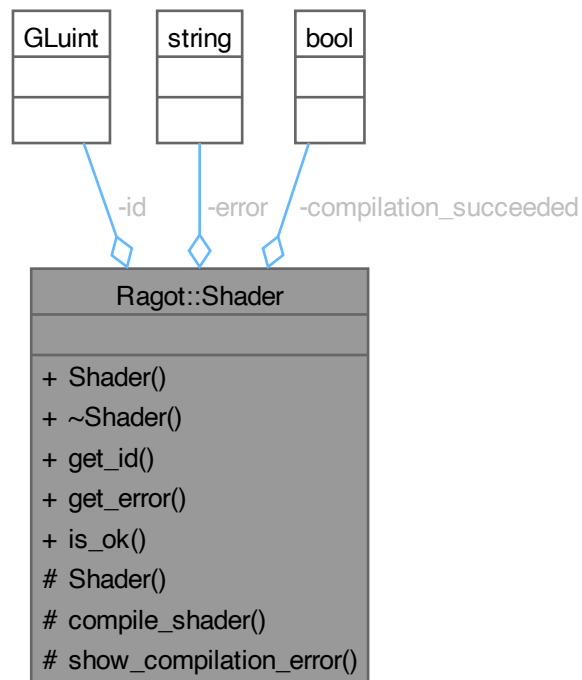 GLuint string bool
-id -error -compilation_succeeded
Ragot::Shader
+ Shader()
+ ~Shader()
+ get_id()
+ get_error()
+ is_ok()
# Shader()
# compile_shader()
# show_compilation_error()